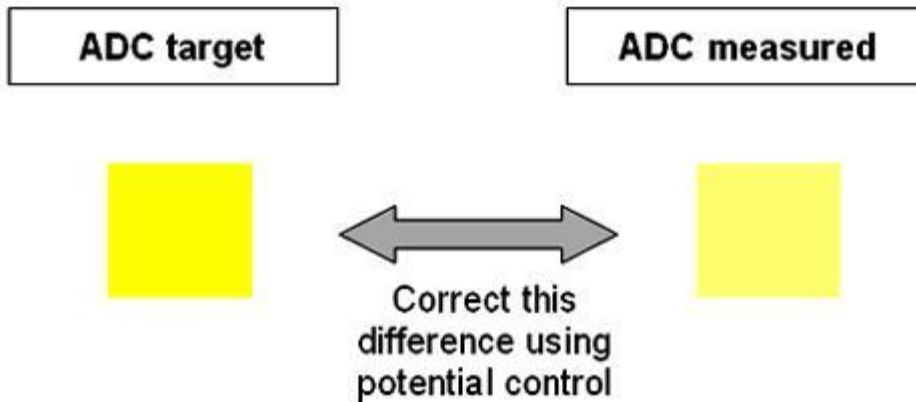 ADC target
ADC measured
Correct this
difference using
potential control